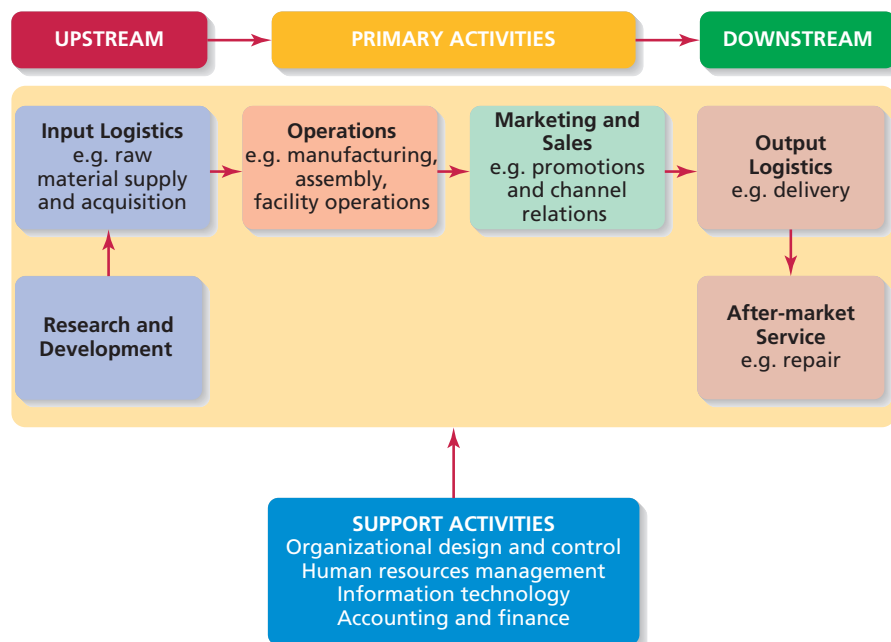 UPSTREAM
PRIMARY ACTIVITIES
DOWNSTREAM
Input Logistics
e.g. raw
material supply
and acquisition
Operations
e.g. manufacturing,
assembly,
facility operations
Marketing and
Sales
e.g. promotions
and channel
relations
Output
Logistics
e.g. delivery
Research and
Development
After-market
Service
e.g. repair
SUPPORT ACTIVITIES
Organizational design and control
Human resources management
Information technology
Accounting and finance